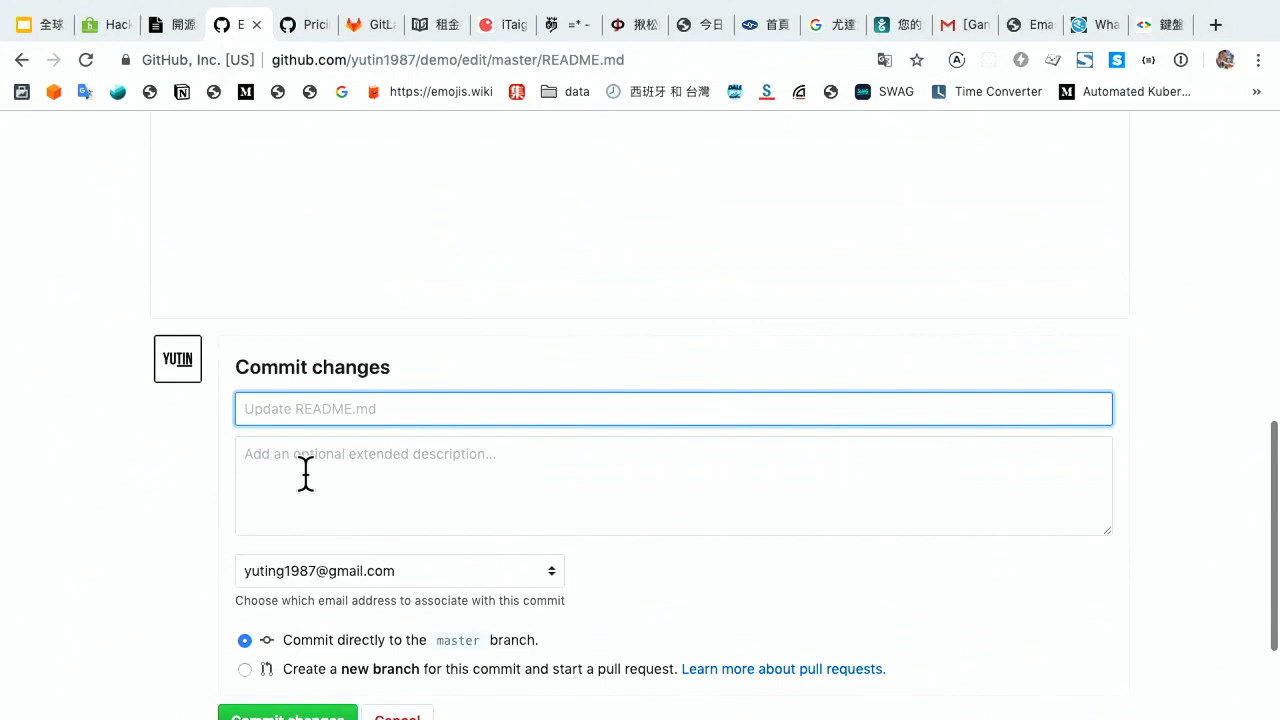 全球
Hack
開源
E
Prici
GitLa
租金
iTaig
=* -
揪松
今日
首頁
尤達
您的
[Gan
Ema
Wha
鍵盤
GitHub, Inc. [US]
github.com/yutin1987/demo/edit/master/README.md
https://emojis.wiki
data
西班牙 和 台灣
SWAG
Time Converter
Automated Kuber...
YUTIN
Commit changes
Update README.md
Add an optional extended description...
yuting1987@gmail.com
Choose which email address to associate with this commit
Commit directly to the master branch.
Create a new branch for this commit and start a pull request. Learn more about pull requests.
Commit changes
Cancel